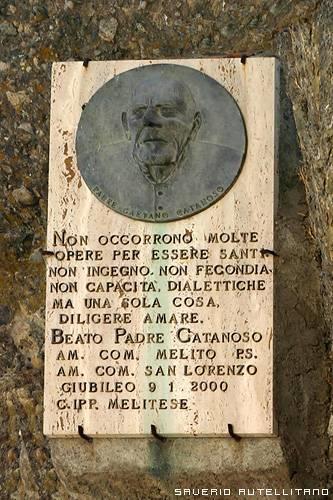 PADRE GAETANO CATANOSO
NON OCCORRONO MOLTE
OPERE PER ESSERE SANTI
NON INGEGNO. NON FECONDIA
NON CAPACITA'. DIALETTICHE
MA UNA SOLA COSA,
DILIGERE AMARE.
BEATO PADRE CATANOSO
AM. COM. MELITO P.S.
AM. COM. SAN LORENZO
GIUBILEO 9 1 2000
C.IPP. MELITESE
SAVERIO AUTELLITANO